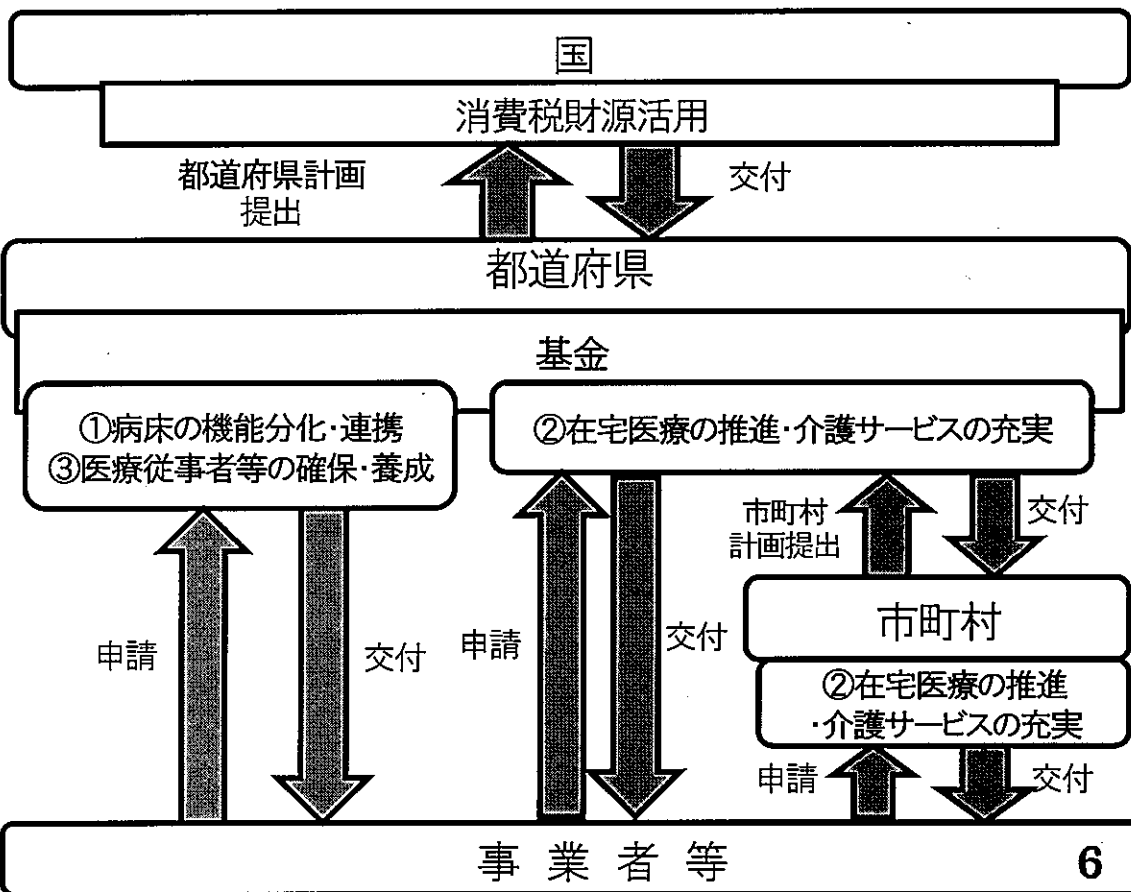 国
消費税財源活用
都道府県計画
提出
交付
都道府県
基金
①病床の機能分化・連携
③医療従事者等の確保・養成
②在宅医療の推進・介護サービスの充実
市町村
計画提出
交付
市町村
②在宅医療の推進
・介護サービスの充実
申請
交付
申請
交付
申請
交付
事業者等
6